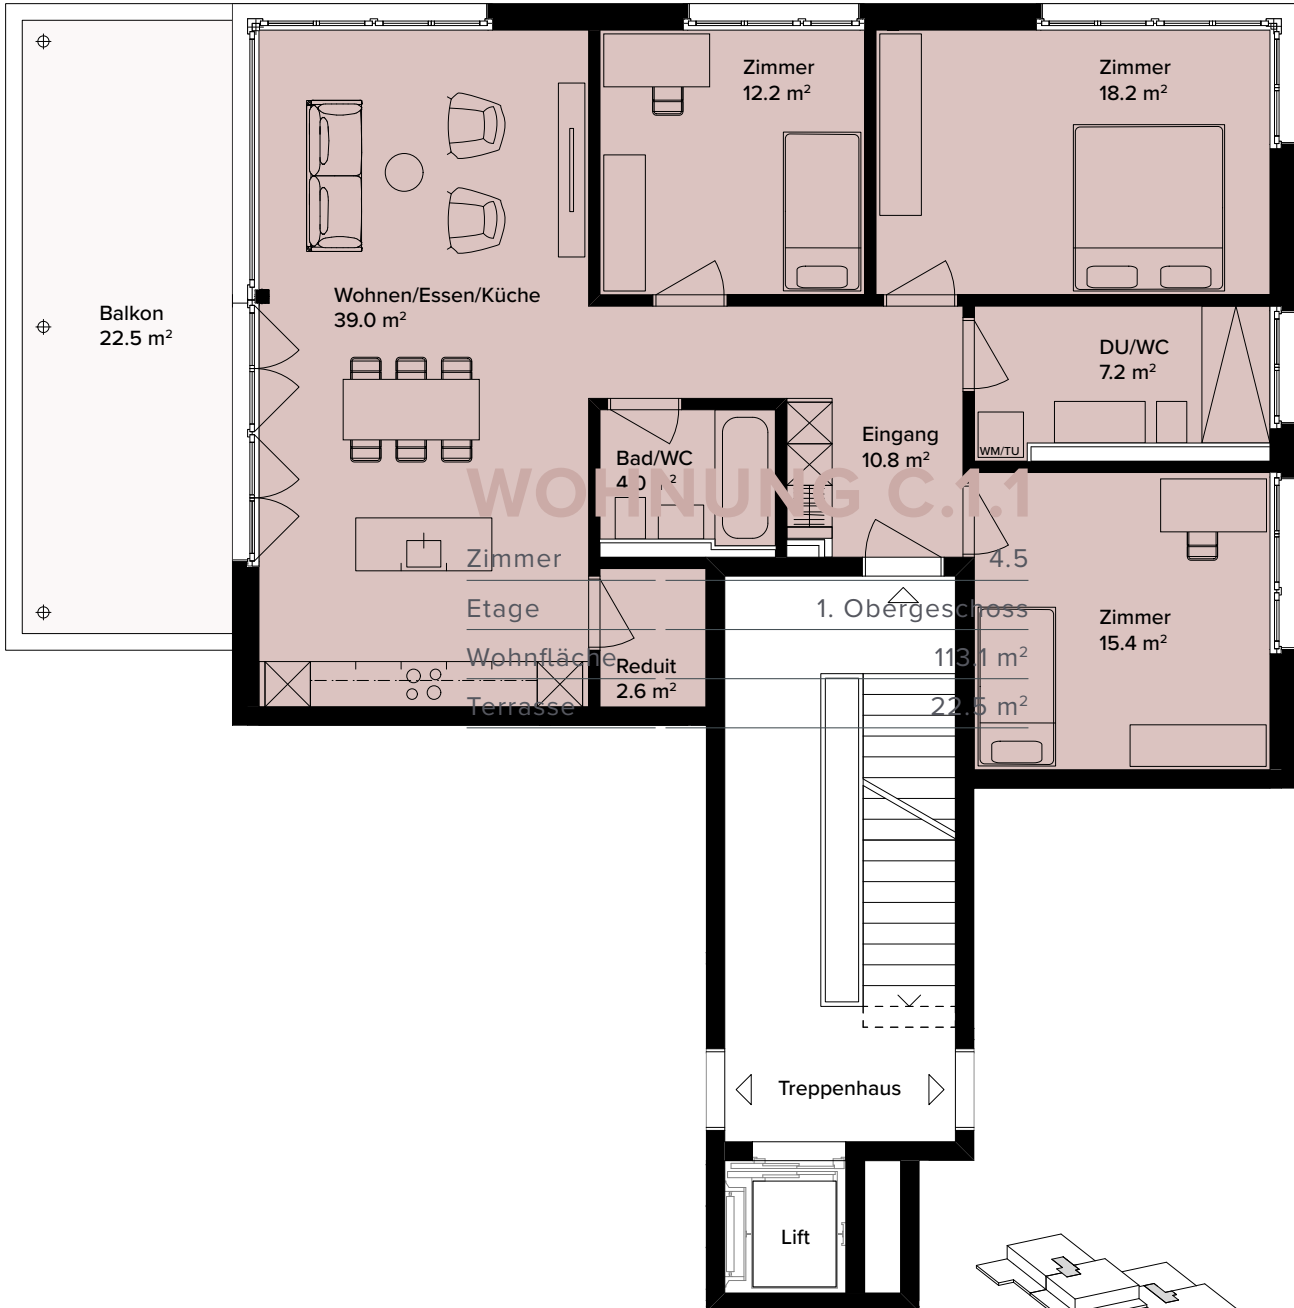 Zimmer
12.2 m²
Zimmer
18.2 m²
Wohnen/Essen/Küche
39.0 m²
Balkon
22.5 m²
DU/WC
7.2 m²
WM/TU
Eingang
10.8 m²
Bad/WC
4.0 m²
WOHNUNG C.1.1
Zimmer 4.5
Etage 1. Obergeschoss
Wohnfläche 113.1 m²
Terrasse 22.5 m²
Zimmer
15.4 m²
Reduit
2.6 m²
Treppenhaus
Lift